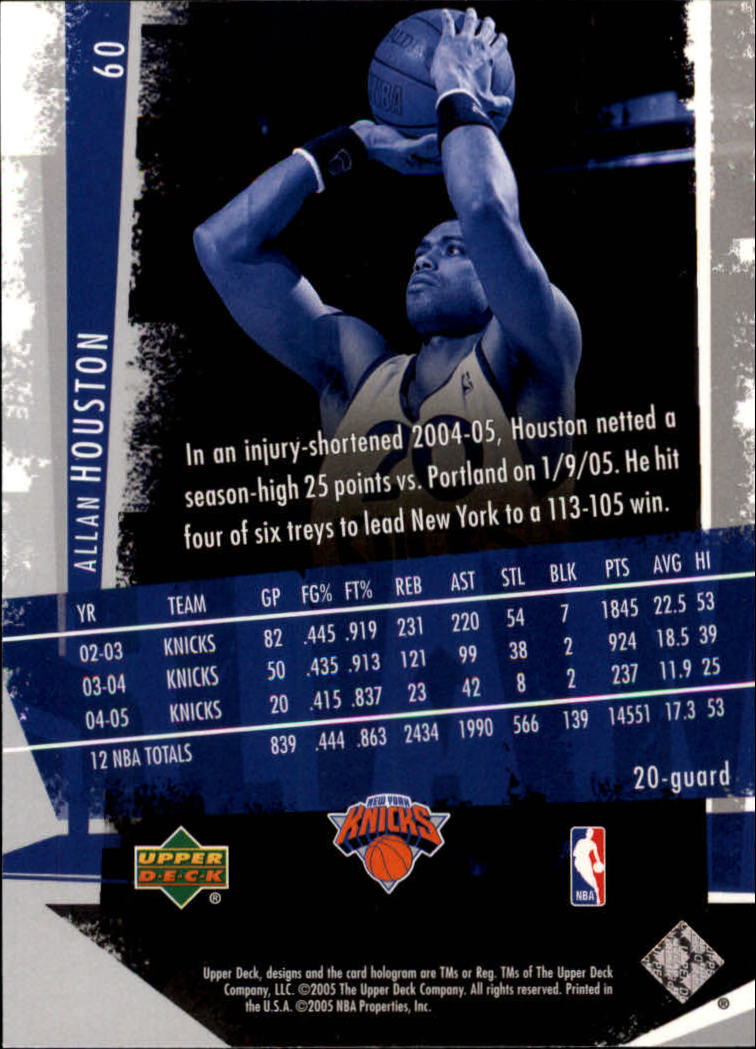 60
ALLAN HOUSTON
NBA
20
In an injury-shortened 2004-05, Houston netted a
season-high 25 points vs. Portland on 1/9/05. He hit
four of six treys to lead New York to a 113-105 win.
YR TEAM GP FG% FT% REB AST STL BLK PTS AVG HI
02-03 KNICKS 82 .445 .919 231 220 54 7 1845 22.5 53
03-04 KNICKS 50 .435 .913 121 99 38 2 924 18.5 39
04-05 KNICKS 20 .415 .837 23 42 8 2 237 11.9 25
12 NBA TOTALS 839 .444 .863 2434 1990 566 139 14551 17.3 53
20-guard
UPPER
D·E·C·K
®
NEW YORK
KNICKS
NBA
Upper Deck, designs and the card hologram are TMs or Reg. TMs of The Upper Deck
Company, LLC. ©2005 The Upper Deck Company. All rights reserved. Printed in
the U.S.A. ©2005 NBA Properties, Inc.
®